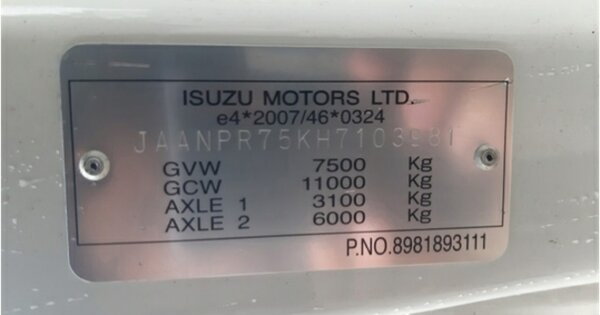 ISUZU MOTORS LTD.
e4*2007/46*0324
JAANPR75KH7103981
GVW 7500 Kg
GCW 11000 Kg
AXLE 1 3100 Kg
AXLE 2 6000 Kg
P.NO.8981893111